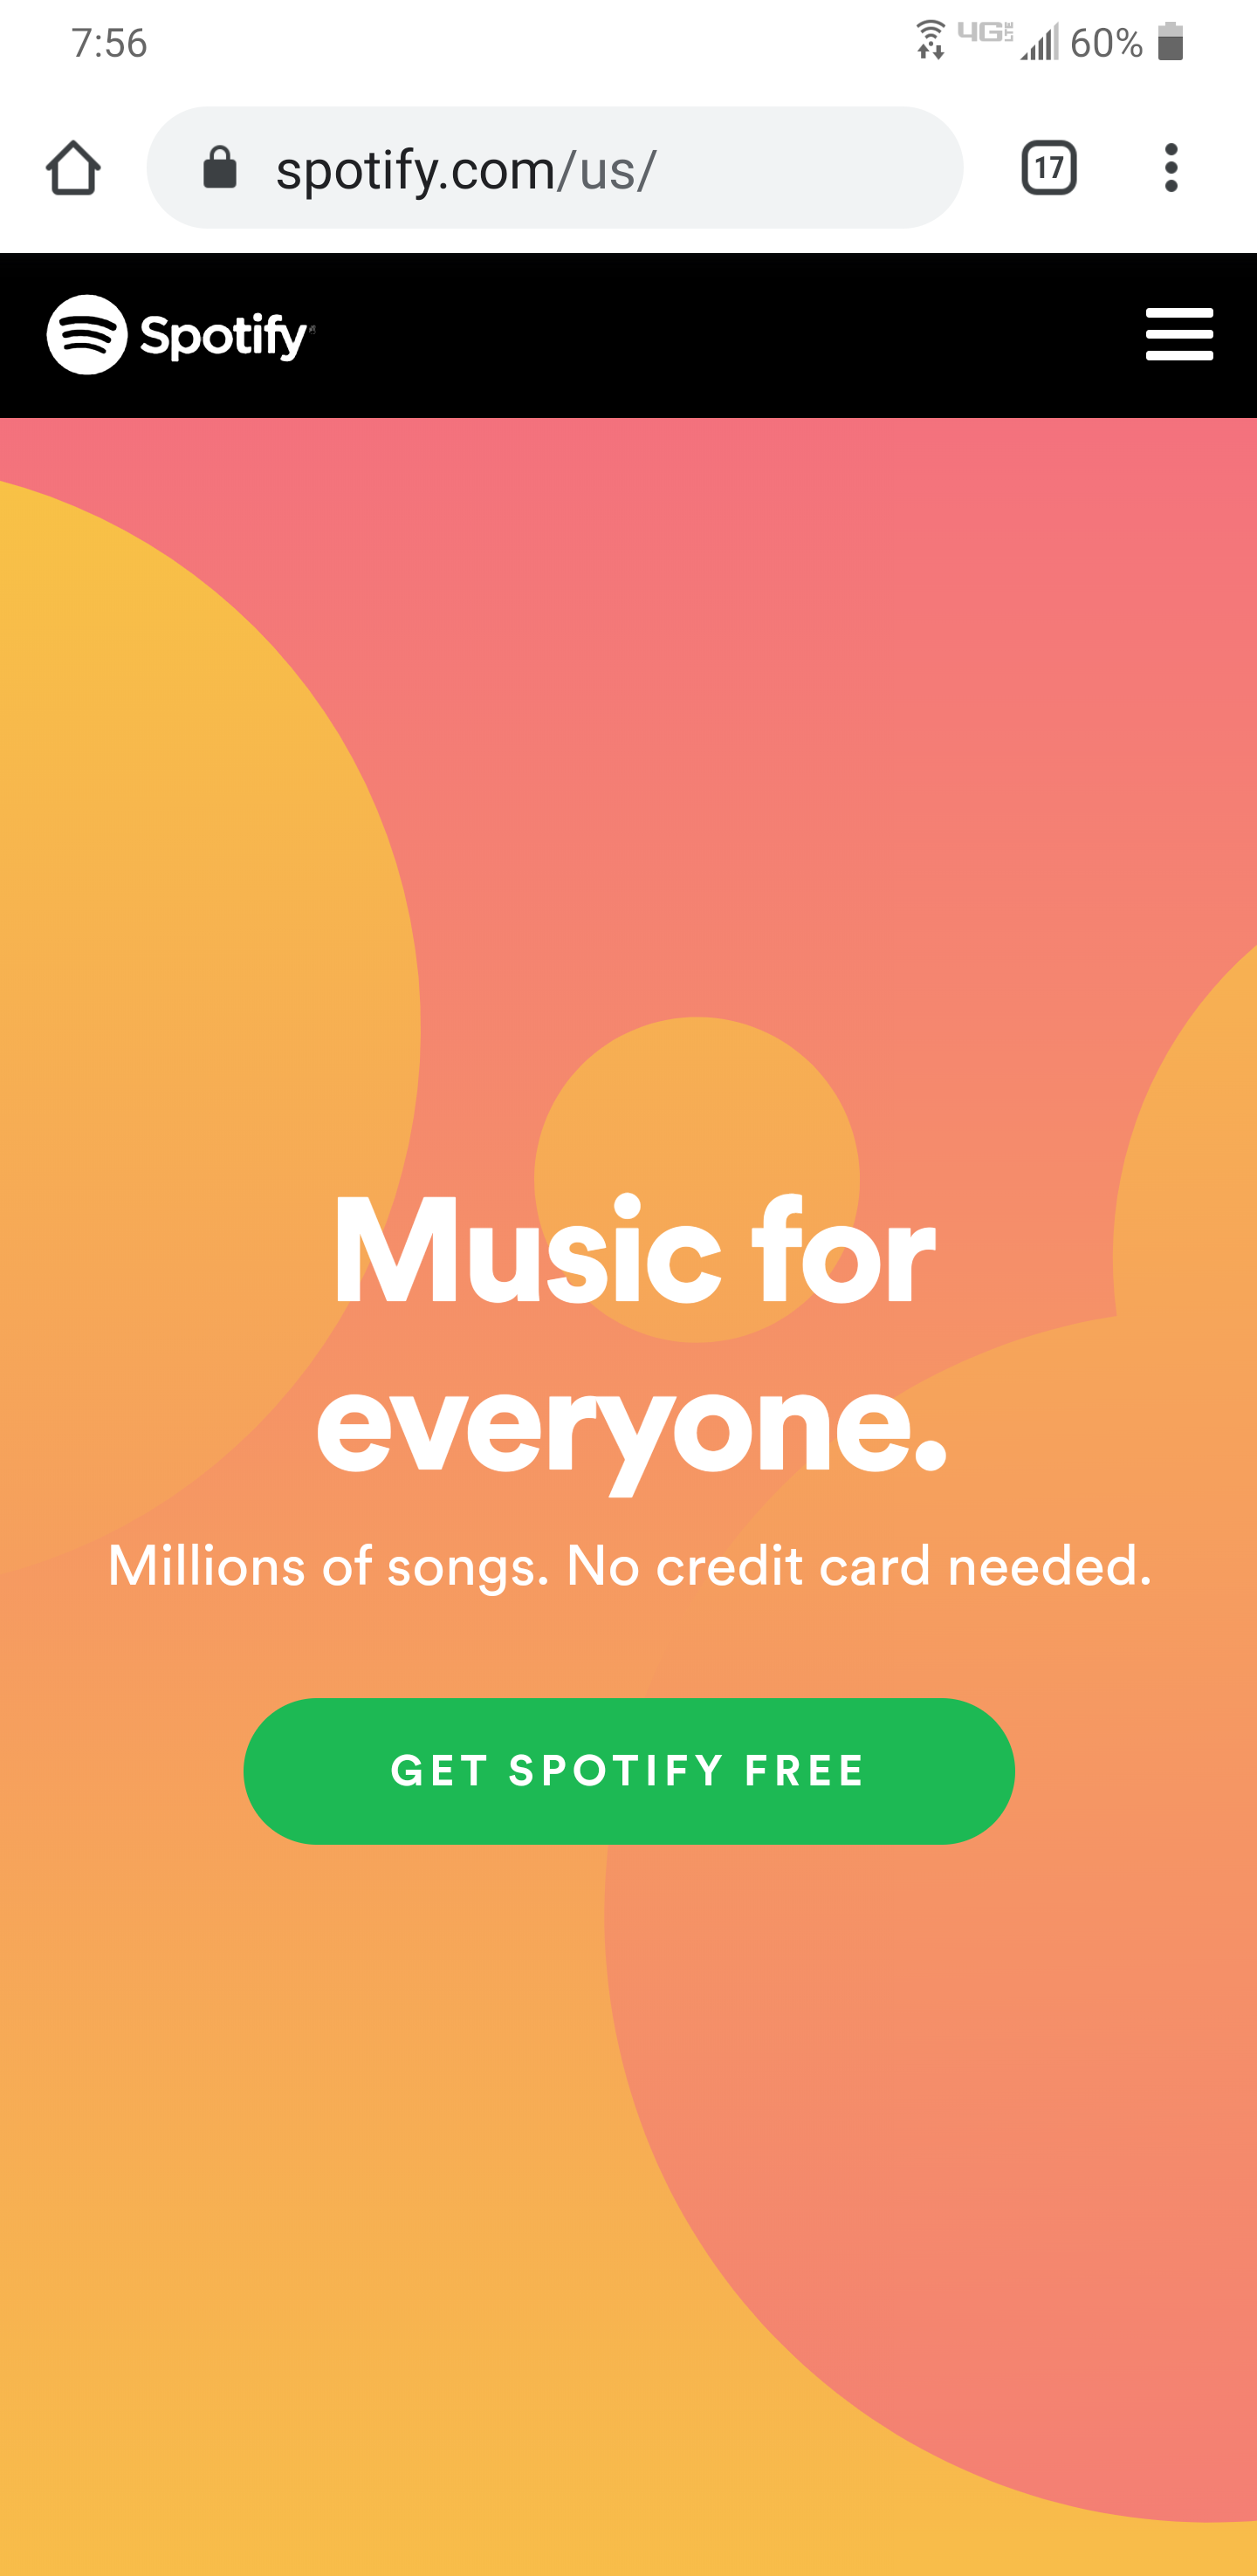 7:56 4G LTE 60%
spotify.com/us/ 17
Spotify
Music for
everyone.
Millions of songs. No credit card needed.
GET SPOTIFY FREE